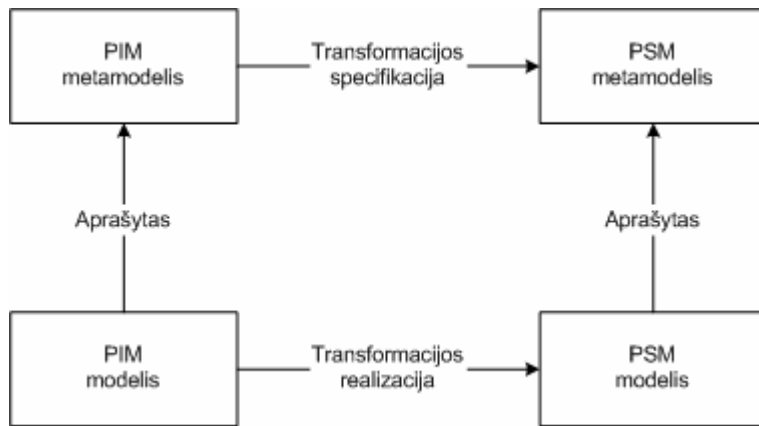 PIM
metamodelis
Transformacijos
specifikacija
PSM
metamodelis
Aprašytas
Aprašytas
PIM
modelis
Transformacijos
realizacija
PSM
modelis